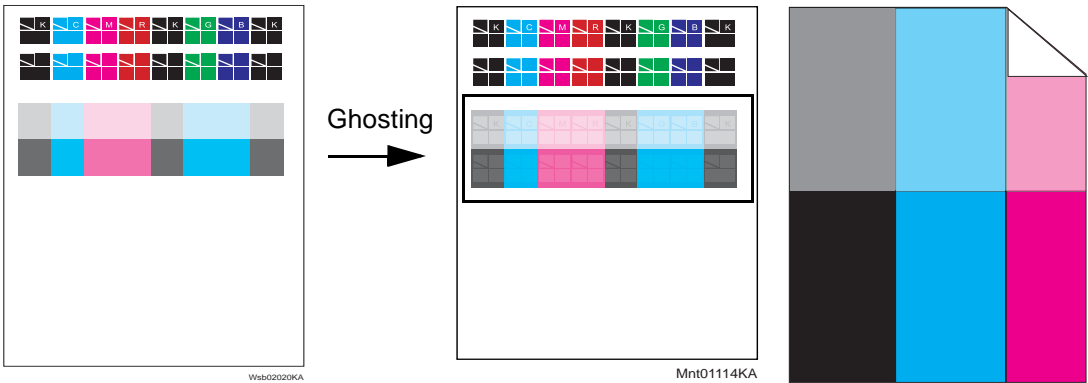 K C M R K G B K
Ghosting
Wsb02020KA
K C M R K G B K
K C M R K G B K
Mnt01114KA